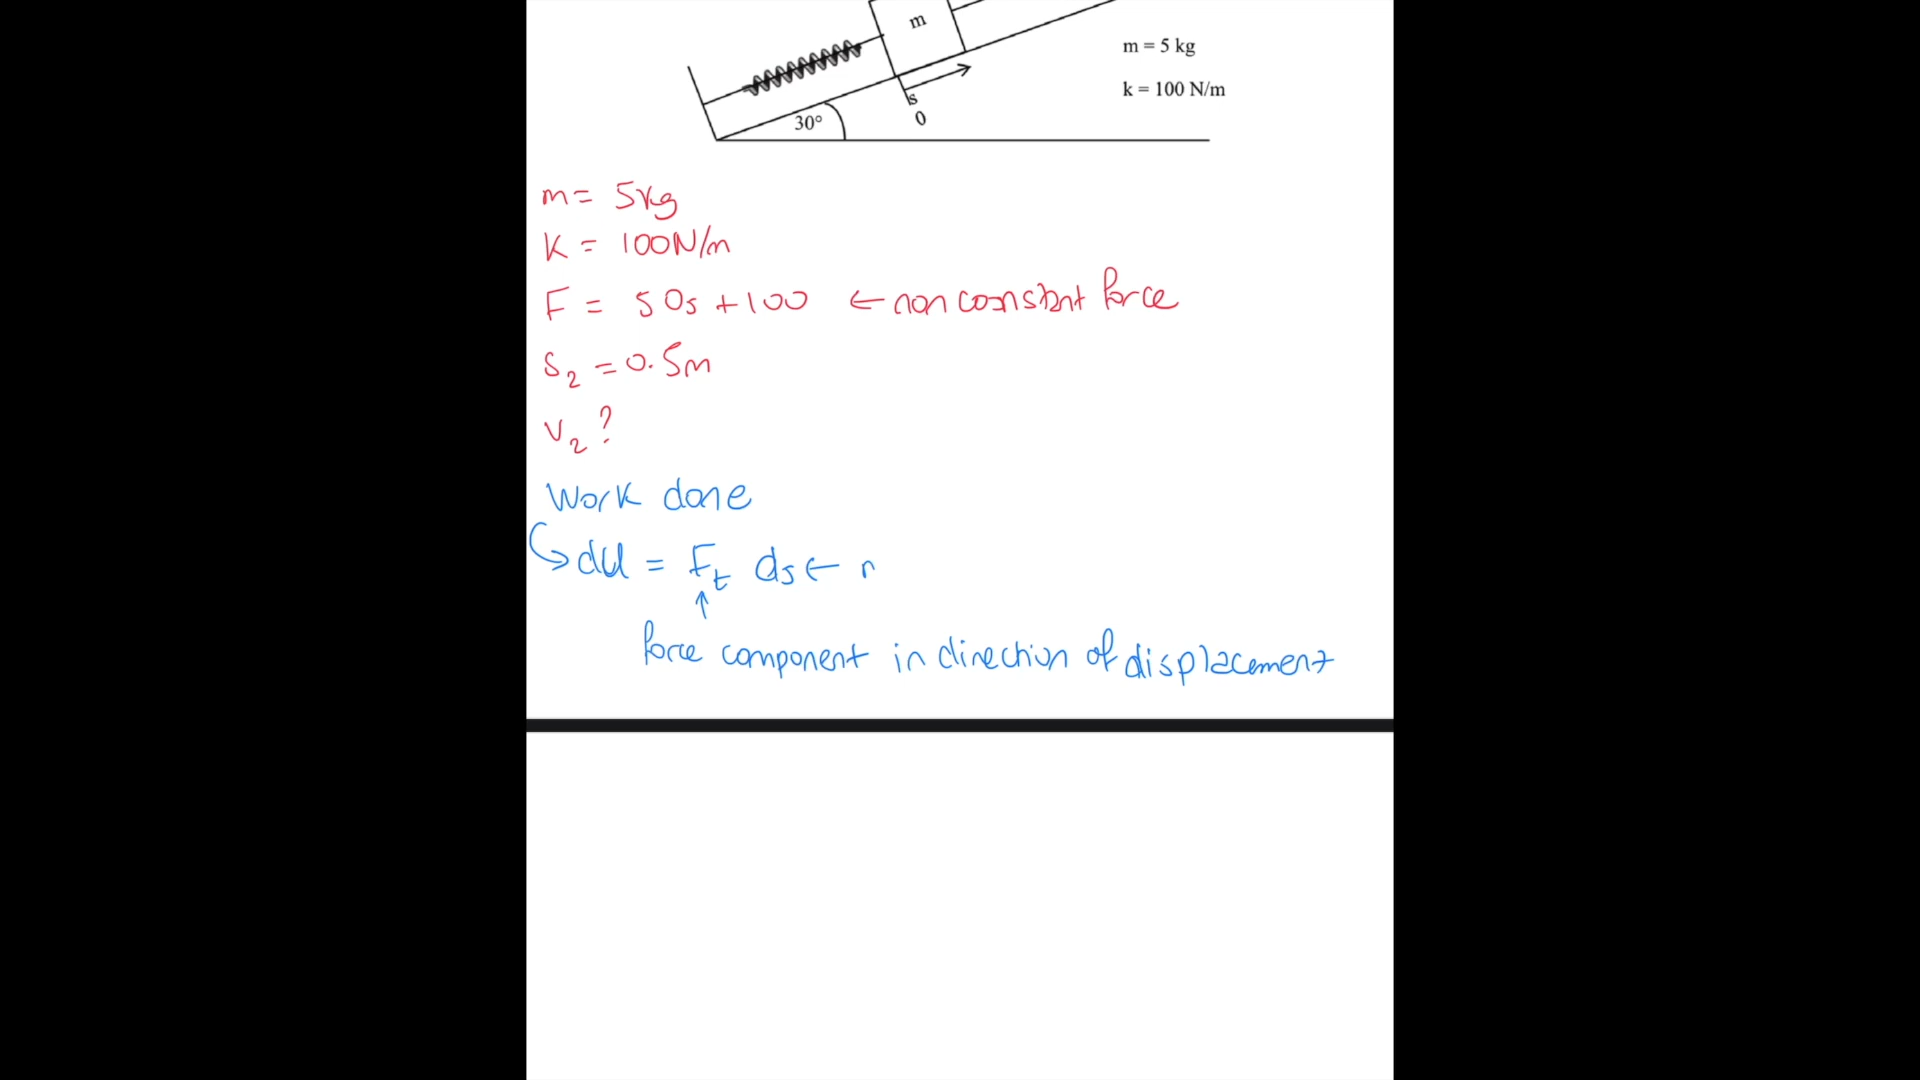 m
m = 5 kg
k = 100 N/m
s
0
30°
m = 5kg
K = 100N/m
F = 50s + 100 ← non constant force
S₂ = 0.5m
V₂ ?
Work done
↳ dU = Fₜ ds ← r
↑
force component in direction of displacement